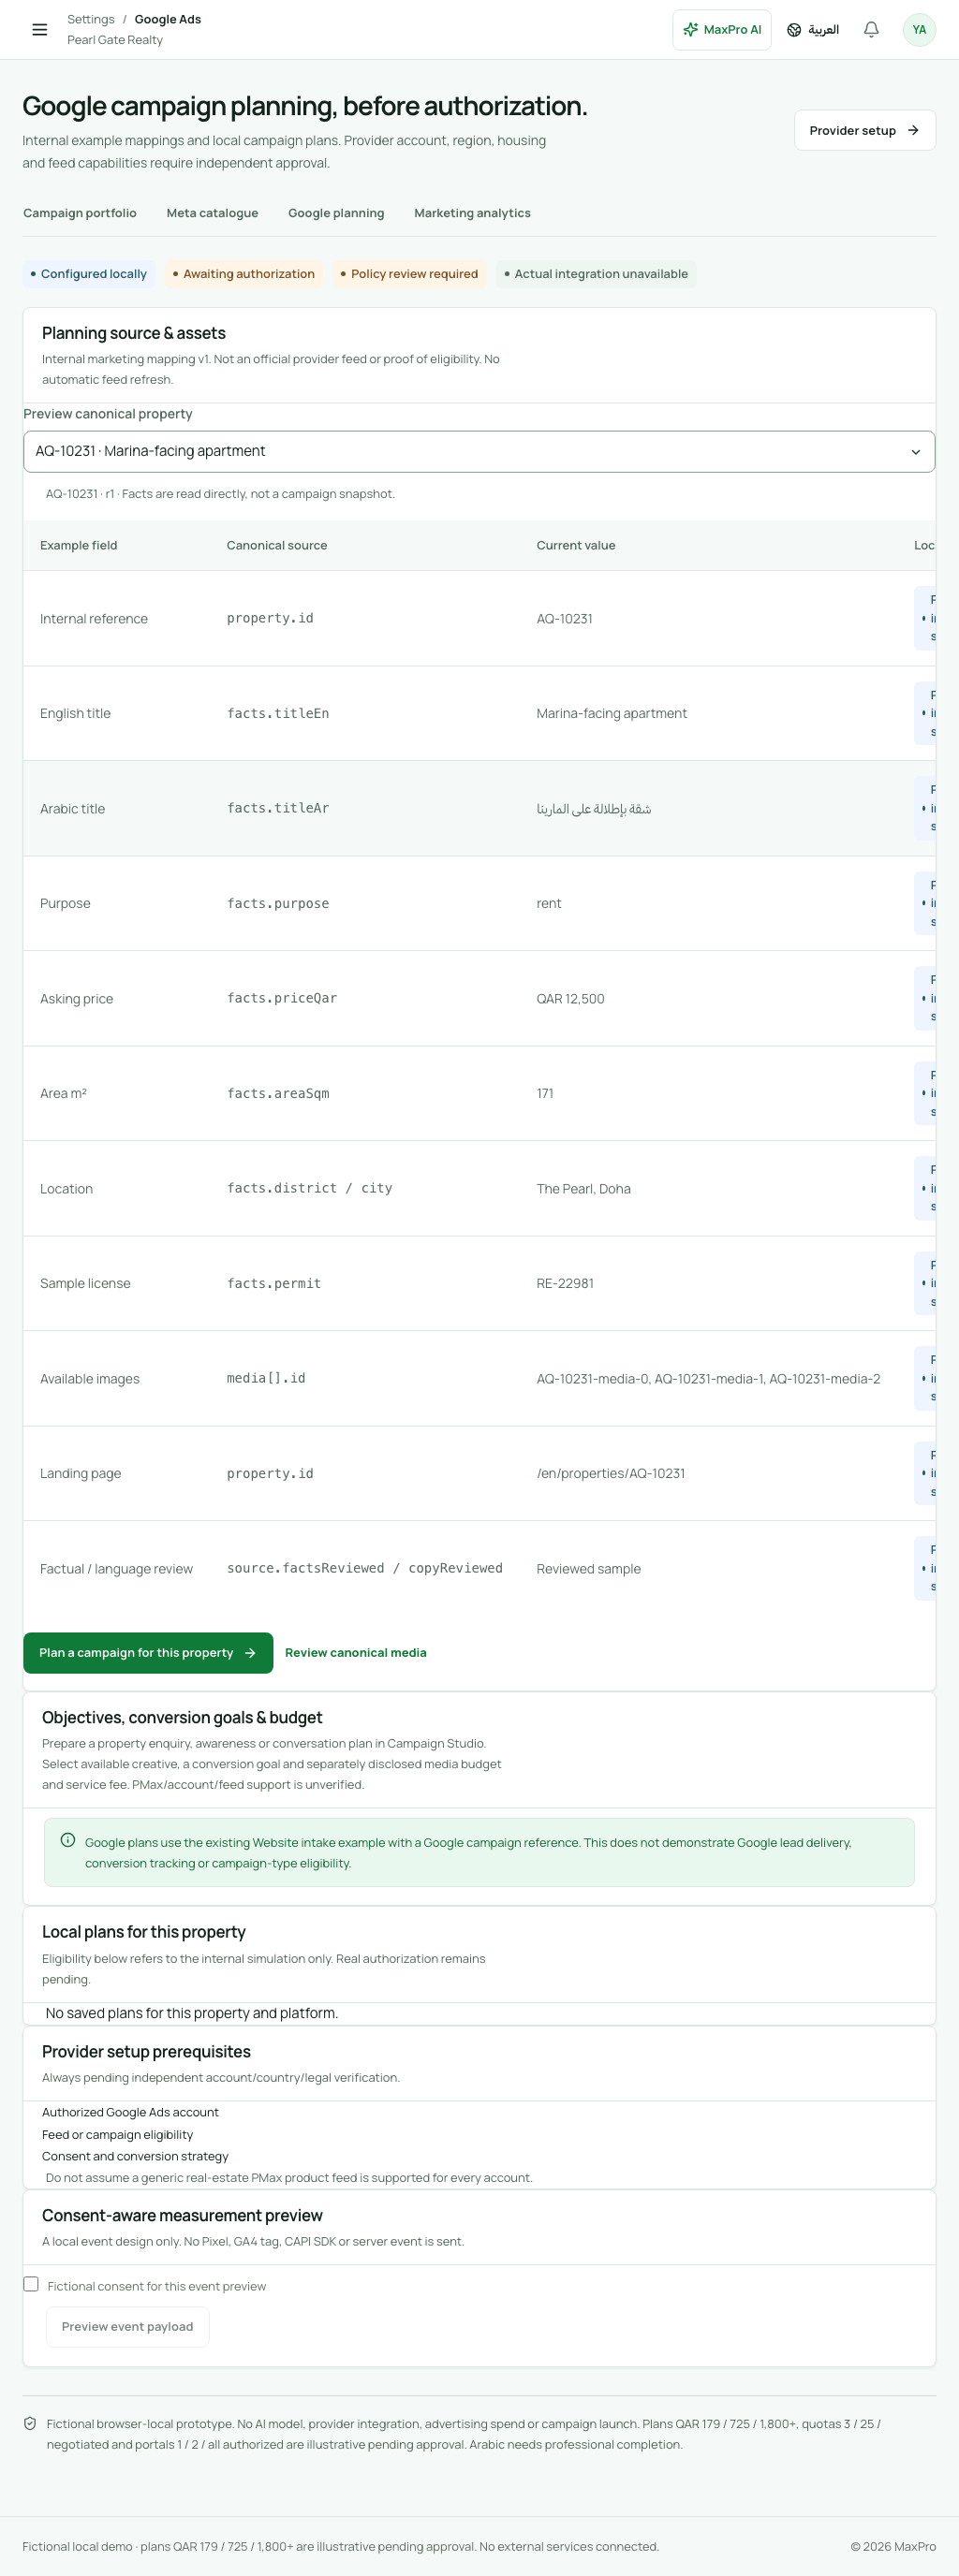 Settings / Google Ads
Pearl Gate Realty
MaxPro AI
العربية
YA
Google campaign planning, before authorization.
Internal example mappings and local campaign plans. Provider account, region, housing
and feed capabilities require independent approval.
Provider setup
Campaign portfolio
Meta catalogue
Google planning
Marketing analytics
Configured locally
Awaiting authorization
Policy review required
Actual integration unavailable
Planning source & assets
Internal marketing mapping v1. Not an official provider feed or proof of eligibility. No
automatic feed refresh.
Preview canonical property
AQ-10231 · Marina-facing apartment
AQ-10231 · r1 · Facts are read directly, not a campaign snapshot.
Example field Canonical source Current value
Internal reference property.id AQ-10231
English title facts.titleEn Marina-facing apartment
Arabic title facts.titleAr شقة بإطلالة على المارينا
Purpose facts.purpose rent
Asking price facts.priceQar QAR 12,500
Area m² facts.areaSqm 171
Location facts.district / city The Pearl, Doha
Sample license facts.permit RE-22981
Available images media[].id AQ-10231-media-0, AQ-10231-media-1, AQ-10231-media-2
Landing page property.id /en/properties/AQ-10231
Factual / language review source.factsReviewed / copyReviewed Reviewed sample
Plan a campaign for this property
Review canonical media
Objectives, conversion goals & budget
Prepare a property enquiry, awareness or conversation plan in Campaign Studio.
Select available creative, a conversion goal and separately disclosed media budget
and service fee. PMax/account/feed support is unverified.
Google plans use the existing Website intake example with a Google campaign reference. This does not demonstrate Google lead delivery,
conversion tracking or campaign-type eligibility.
Local plans for this property
Eligibility below refers to the internal simulation only. Real authorization remains
pending.
No saved plans for this property and platform.
Provider setup prerequisites
Always pending independent account/country/legal verification.
Authorized Google Ads account
Feed or campaign eligibility
Consent and conversion strategy
Do not assume a generic real-estate PMax product feed is supported for every account.
Consent-aware measurement preview
A local event design only. No Pixel, GA4 tag, CAPI SDK or server event is sent.
Fictional consent for this event preview
Preview event payload
Fictional browser-local prototype. No AI model, provider integration, advertising spend or campaign launch. Plans QAR 179 / 725 / 1,800+, quotas 3 / 25 /
negotiated and portals 1 / 2 / all authorized are illustrative pending approval. Arabic needs professional completion.
Fictional local demo · plans QAR 179 / 725 / 1,800+ are illustrative pending approval. No external services connected.
© 2026 MaxPro